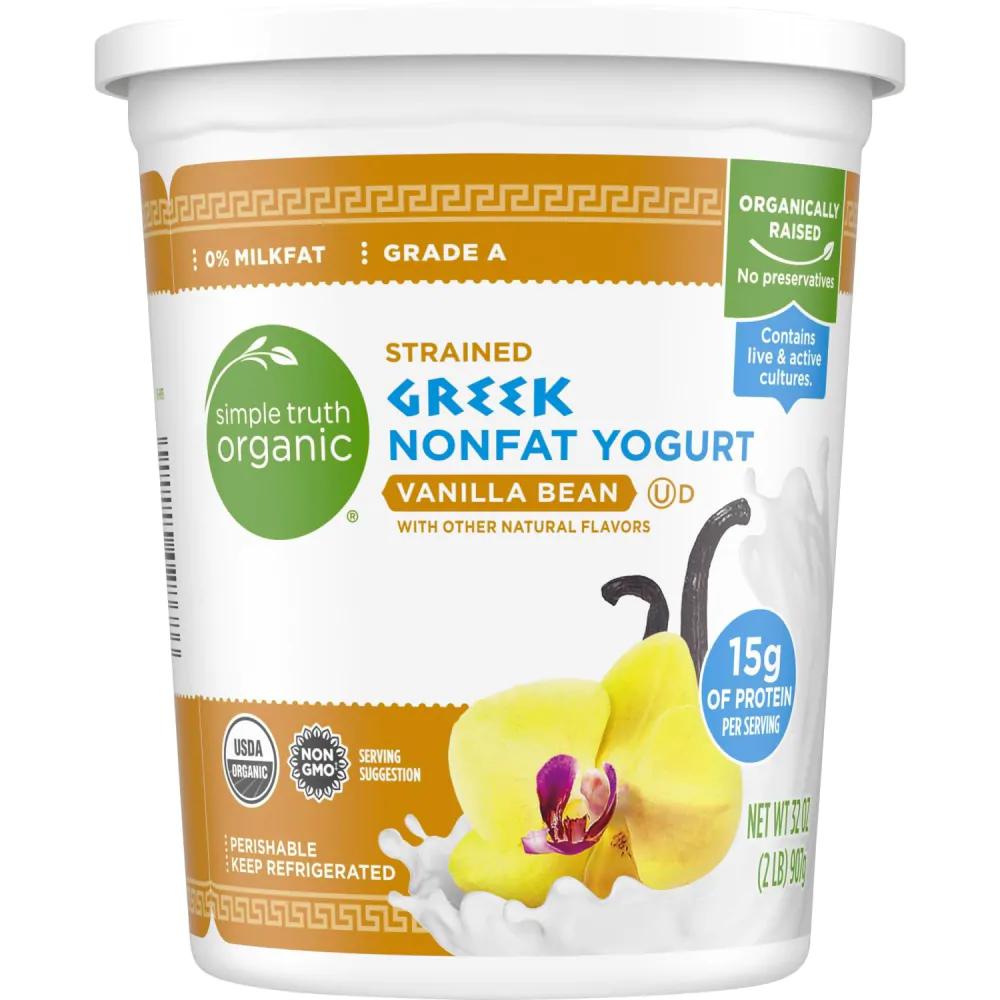 0% MILKFAT
GRADE A
ORGANICALLY
RAISED
No preservatives
Contains
live & active
cultures.
simple truth
organic
®
STRAINED
GREEK
NONFAT YOGURT
VANILLA BEAN
U D
WITH OTHER NATURAL FLAVORS
15g
OF PROTEIN
PER SERVING
USDA
ORGANIC
NON
GMO
SERVING
SUGGESTION
PERISHABLE
KEEP REFRIGERATED
NET WT 32 OZ
(2 LB) 907g